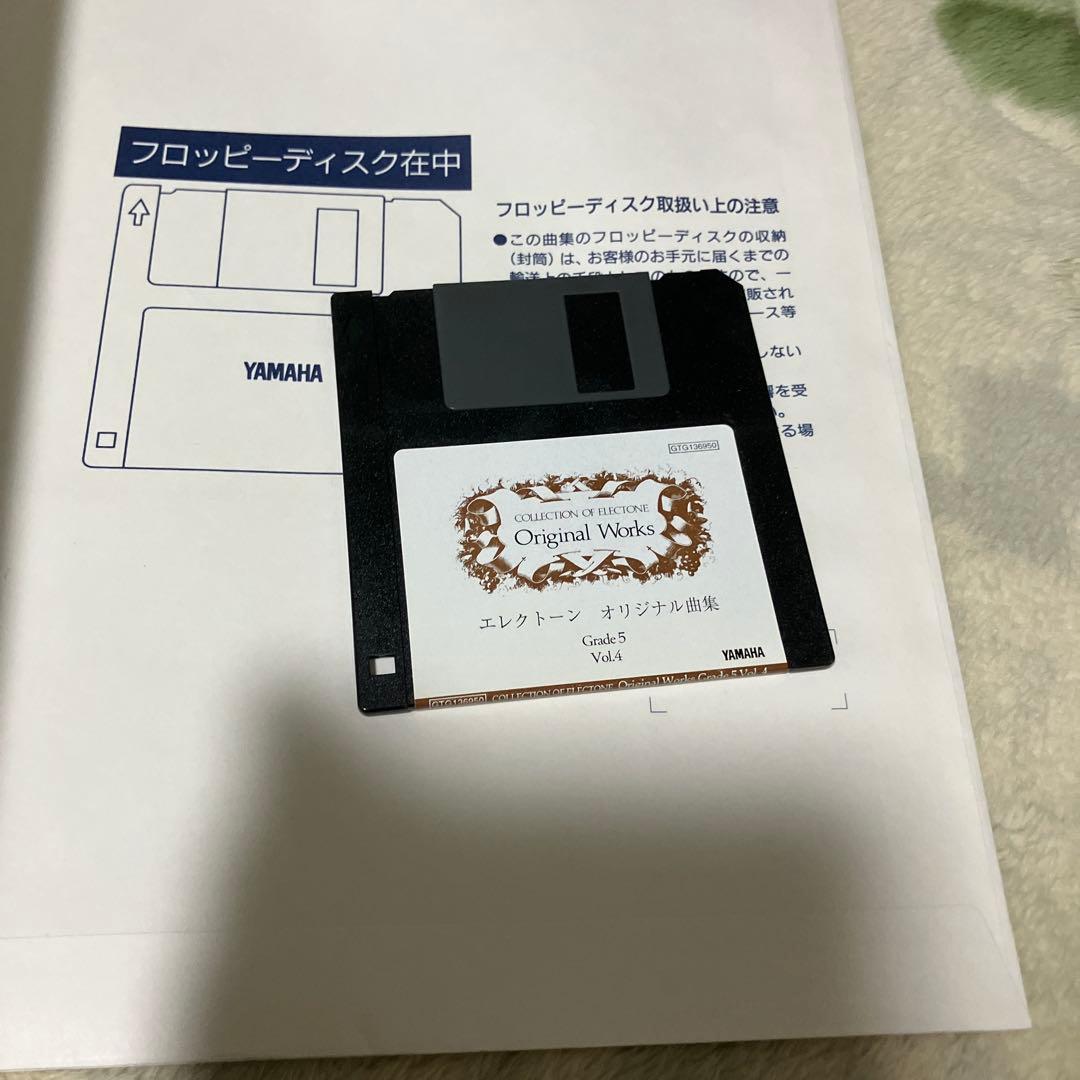 フロッピーディスク在中
YAMAHA
フロッピーディスク取扱い上の注意
●この曲集のフロッピーディスクの収納
(封筒)は、お客様のお手元に届くまでの
ので、一
販され
ース等
しない
を受
る場
GTG136950
COLLECTION OF ELECTONE
Original Works
エレクトーン オリジナル曲集
Grade 5
Vol.4
YAMAHA
GTG136950 COLLECTION OF ELECTONE Original Works Grade 5 Vol.4